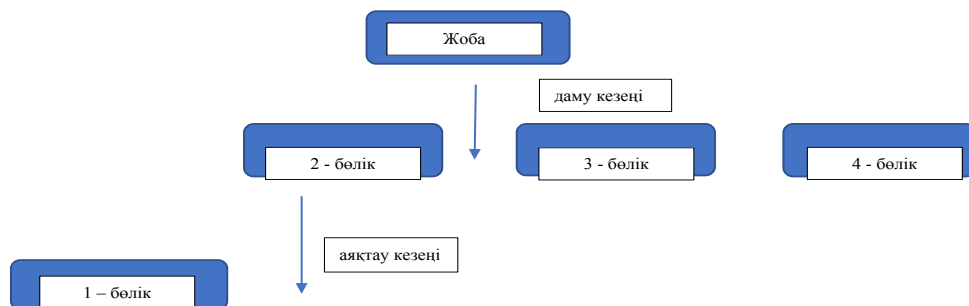 Жоба
даму кезеңі
2 - бөлік
3 - бөлік
4 - бөлік
аяқтау кезеңі
1 – бөлік